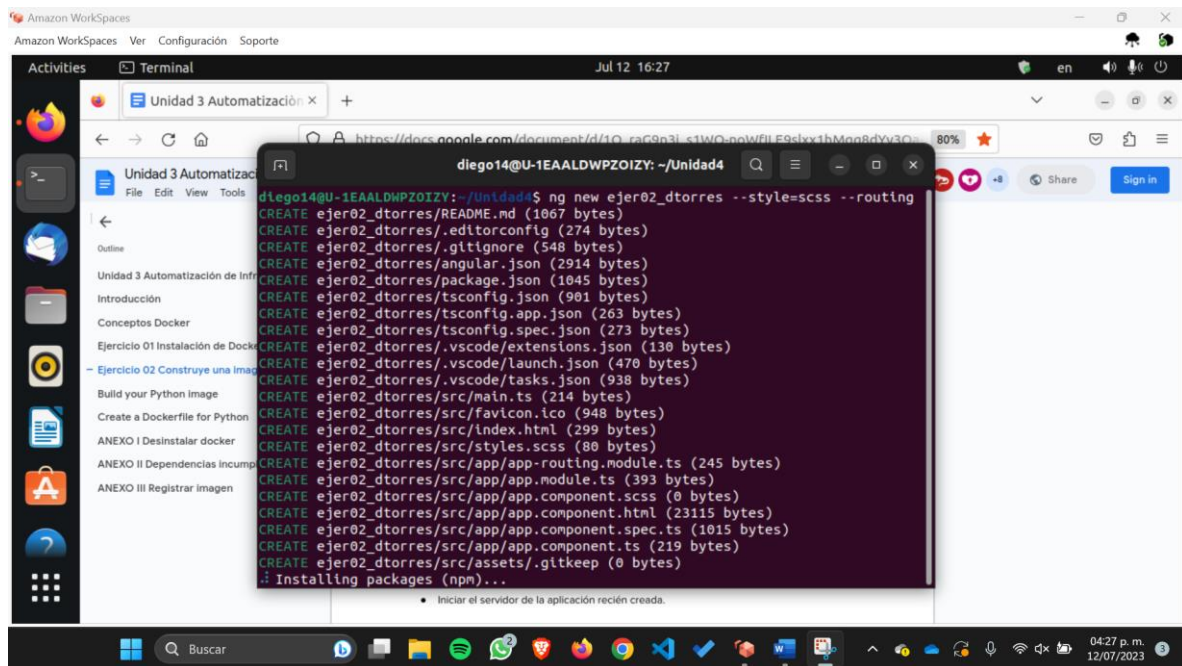 Amazon WorkSpaces
Amazon WorkSpaces Ver Configuración Soporte
Activities Terminal Jul 12 16:27 en
Unidad 3 Automatización
80%
diego14@U-1EAALDWPZOIZY: ~/Unidad4
Unidad 3 Automatizaci
File Edit View Tools
Share Sign in
+8
Outline
Unidad 3 Automatización de Infr
Introducción
Conceptos Docker
Ejercicio 01 Instalación de Docke
Ejercicio 02 Construye una imag
Build your Python image
Create a Dockerfile for Python
ANEXO I Desinstalar docker
ANEXO II Dependencias incump
ANEXO III Registrar imagen
diego14@U-1EAALDWPZOIZY:~/Unidad4$ ng new ejer02_dtorres --style=scss --routing
CREATE ejer02_dtorres/README.md (1067 bytes)
CREATE ejer02_dtorres/.editorconfig (274 bytes)
CREATE ejer02_dtorres/.gitignore (548 bytes)
CREATE ejer02_dtorres/angular.json (2914 bytes)
CREATE ejer02_dtorres/package.json (1045 bytes)
CREATE ejer02_dtorres/tsconfig.json (901 bytes)
CREATE ejer02_dtorres/tsconfig.app.json (263 bytes)
CREATE ejer02_dtorres/tsconfig.spec.json (273 bytes)
CREATE ejer02_dtorres/.vscode/extensions.json (130 bytes)
CREATE ejer02_dtorres/.vscode/launch.json (470 bytes)
CREATE ejer02_dtorres/.vscode/tasks.json (938 bytes)
CREATE ejer02_dtorres/src/main.ts (214 bytes)
CREATE ejer02_dtorres/src/favicon.ico (948 bytes)
CREATE ejer02_dtorres/src/index.html (299 bytes)
CREATE ejer02_dtorres/src/styles.scss (80 bytes)
CREATE ejer02_dtorres/src/app/app-routing.module.ts (245 bytes)
CREATE ejer02_dtorres/src/app/app.module.ts (393 bytes)
CREATE ejer02_dtorres/src/app/app.component.scss (0 bytes)
CREATE ejer02_dtorres/src/app/app.component.html (23115 bytes)
CREATE ejer02_dtorres/src/app/app.component.spec.ts (1015 bytes)
CREATE ejer02_dtorres/src/app/app.component.ts (219 bytes)
CREATE ejer02_dtorres/src/assets/.gitkeep (0 bytes)
Installing packages (npm)...
● Iniciar el servidor de la aplicación recién creada.
Buscar
2
04:27 p. m.
12/07/2023
3